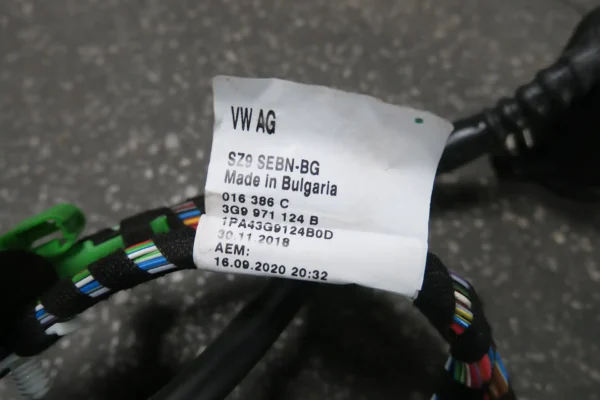 VW AG
SZ9 SEBN-BG
Made in Bulgaria
016 386 C
3G9 971 124 B
1PA43G9124B0D
30.11.2018
AEM:
16.09.2020 20:32